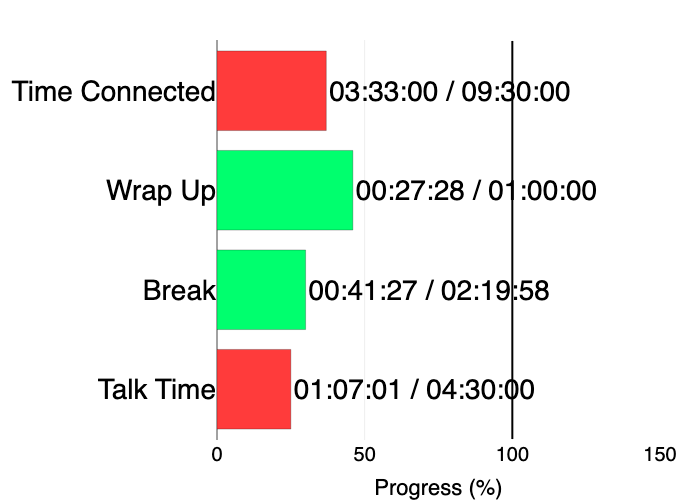 Time Connected 03:33:00 / 09:30:00
Wrap Up 00:27:28 / 01:00:00
Break 00:41:27 / 02:19:58
Talk Time 01:07:01 / 04:30:00
0 50 100 150
Progress (%)